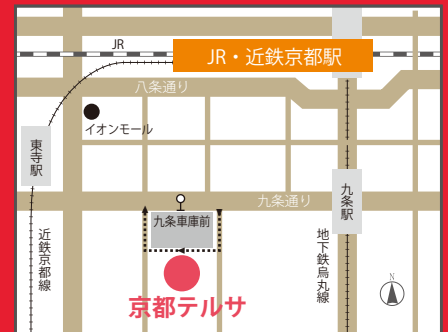 JR
JR・近鉄京都駅
八条通り
イオンモール
東寺駅
九条通り
九条駅
九条車庫前
近鉄京都線
地下鉄烏丸線
N
京都テルサ